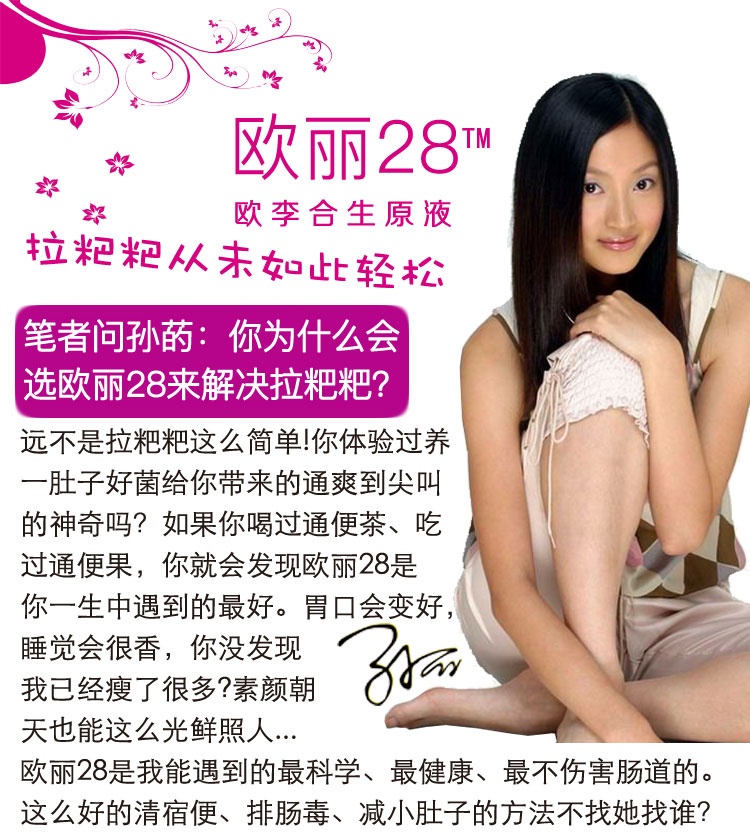 欧丽28™
欧李合生原液
拉粑粑从未如此轻松
笔者问孙菂：你为什么会
选欧丽28来解决拉粑粑？
远不是拉粑粑这么简单!你体验过养
一肚子好菌给你带来的通爽到尖叫
的神奇吗？如果你喝过通便茶、吃
过通便果，你就会发现欧丽28是
你一生中遇到的最好。胃口会变好，
睡觉会很香，你没发现
我已经瘦了很多?素颜朝
天也能这么光鲜照人...
欧丽28是我能遇到的最科学、最健康、最不伤害肠道的。
这么好的清宿便、排肠毒、减小肚子的方法不找她找谁？